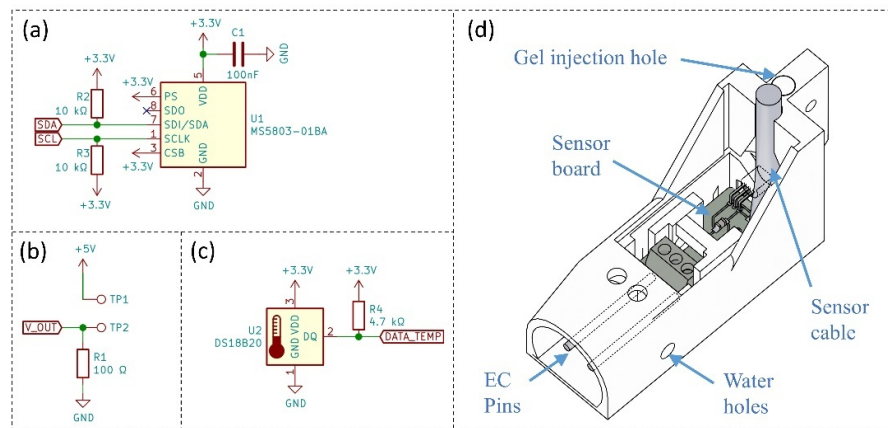 (a)
+3.3V
C1
100nF
GND
+3.3V
R2
10 kΩ
+3.3V
6
PS
8
SDO
7
SDI/SDA
1
SCLK
3
CSB
5
VDD
GND
2
U1
MS5803-01BA
SDA
SCL
R3
10 kΩ
+3.3V
+3.3V
GND
(b)
+5V
TP1
V_OUT
TP2
R1
100 Ω
GND
(c)
+3.3V
+3.3V
3
VDD
R4
4.7 kΩ
U2
DS18B20
DQ
2
DATA_TEMP
GND
1
GND
(d)
Gel injection hole
Sensor
board
Sensor
cable
EC
Pins
Water
holes